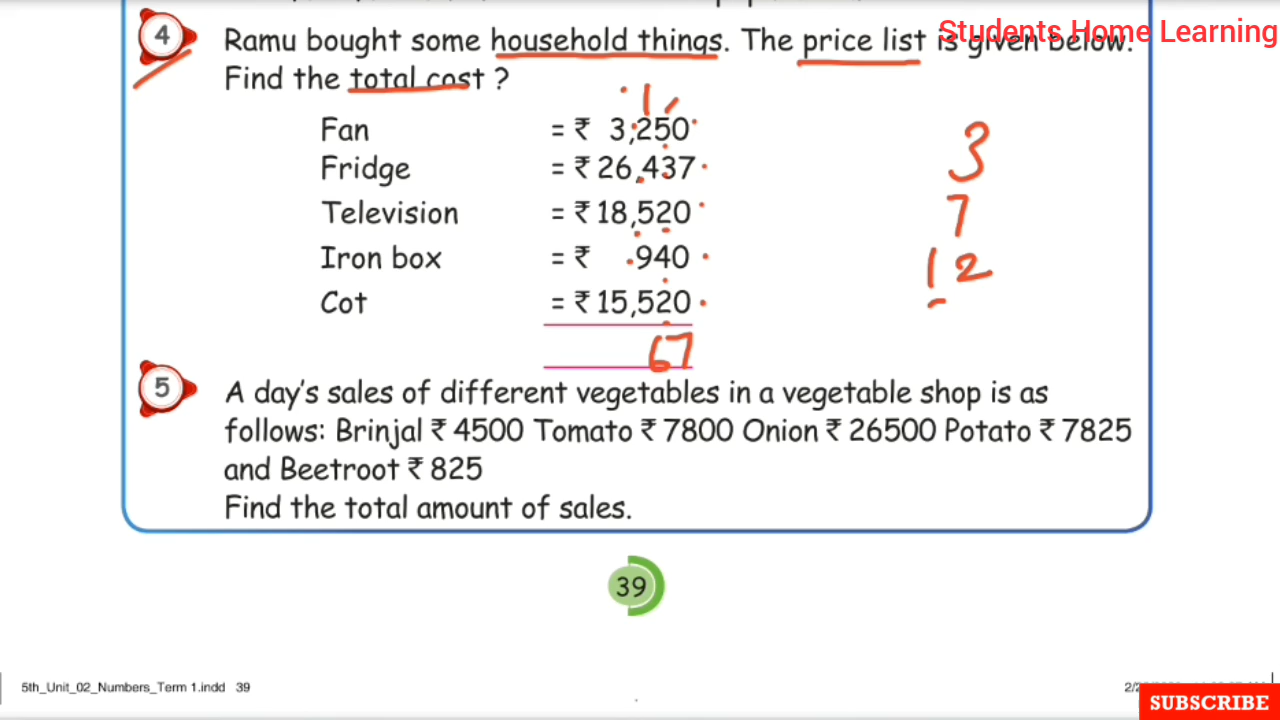 Students Home Learning
4 Ramu bought some household things. The price list is given below.
Find the total cost ?
1
Fan = ₹ 3,250
Fridge = ₹ 26,437
Television = ₹ 18,520
Iron box = ₹ 940
Cot = ₹ 15,520
67
3
7
12
5 A day's sales of different vegetables in a vegetable shop is as
follows: Brinjal ₹ 4500 Tomato ₹ 7800 Onion ₹ 26500 Potato ₹ 7825
and Beetroot ₹ 825
Find the total amount of sales.
39
5th_Unit_02_Numbers_Term 1.indd 39
SUBSCRIBE